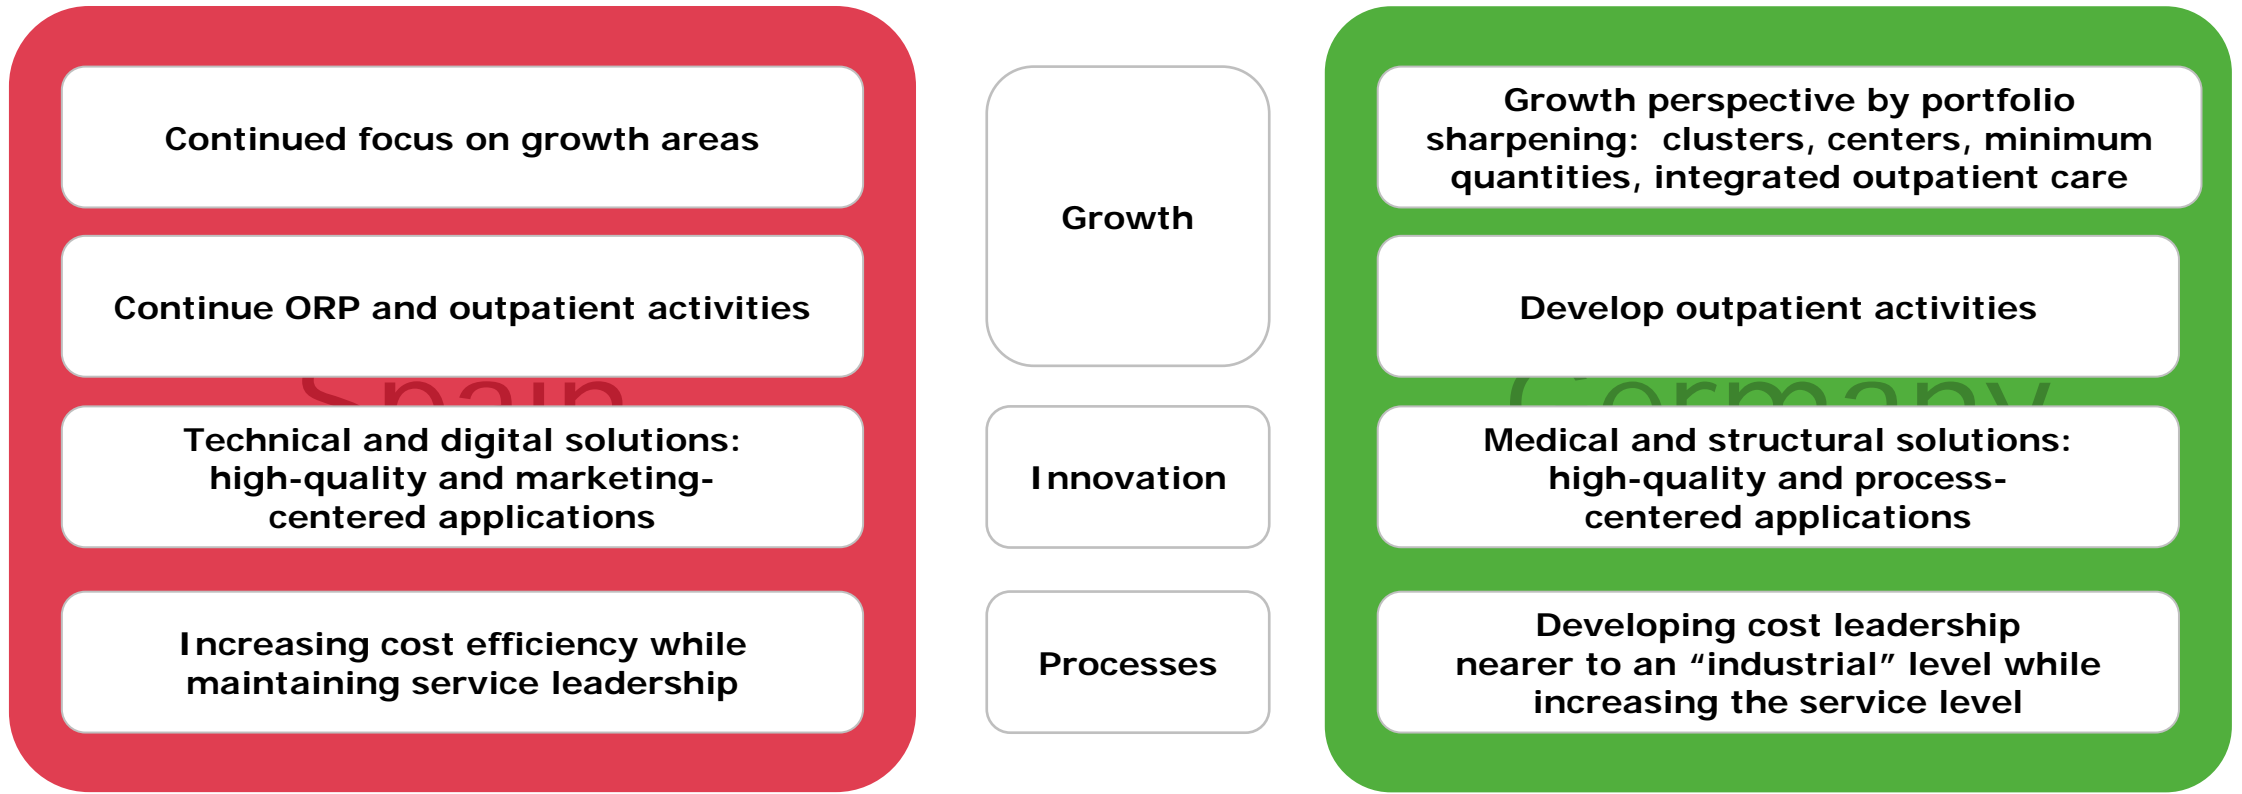 Continued focus on growth areas
Continue ORP and outpatient activities
Spain
Technical and digital solutions:
high-quality and marketing-
centered applications
Increasing cost efficiency while
maintaining service leadership
Growth
Innovation
Processes
Growth perspective by portfolio
sharpening:  clusters, centers, minimum
quantities, integrated outpatient care
Develop outpatient activities
Germany
Medical and structural solutions:
high-quality and process-
centered applications
Developing cost leadership
nearer to an “industrial” level while
increasing the service level